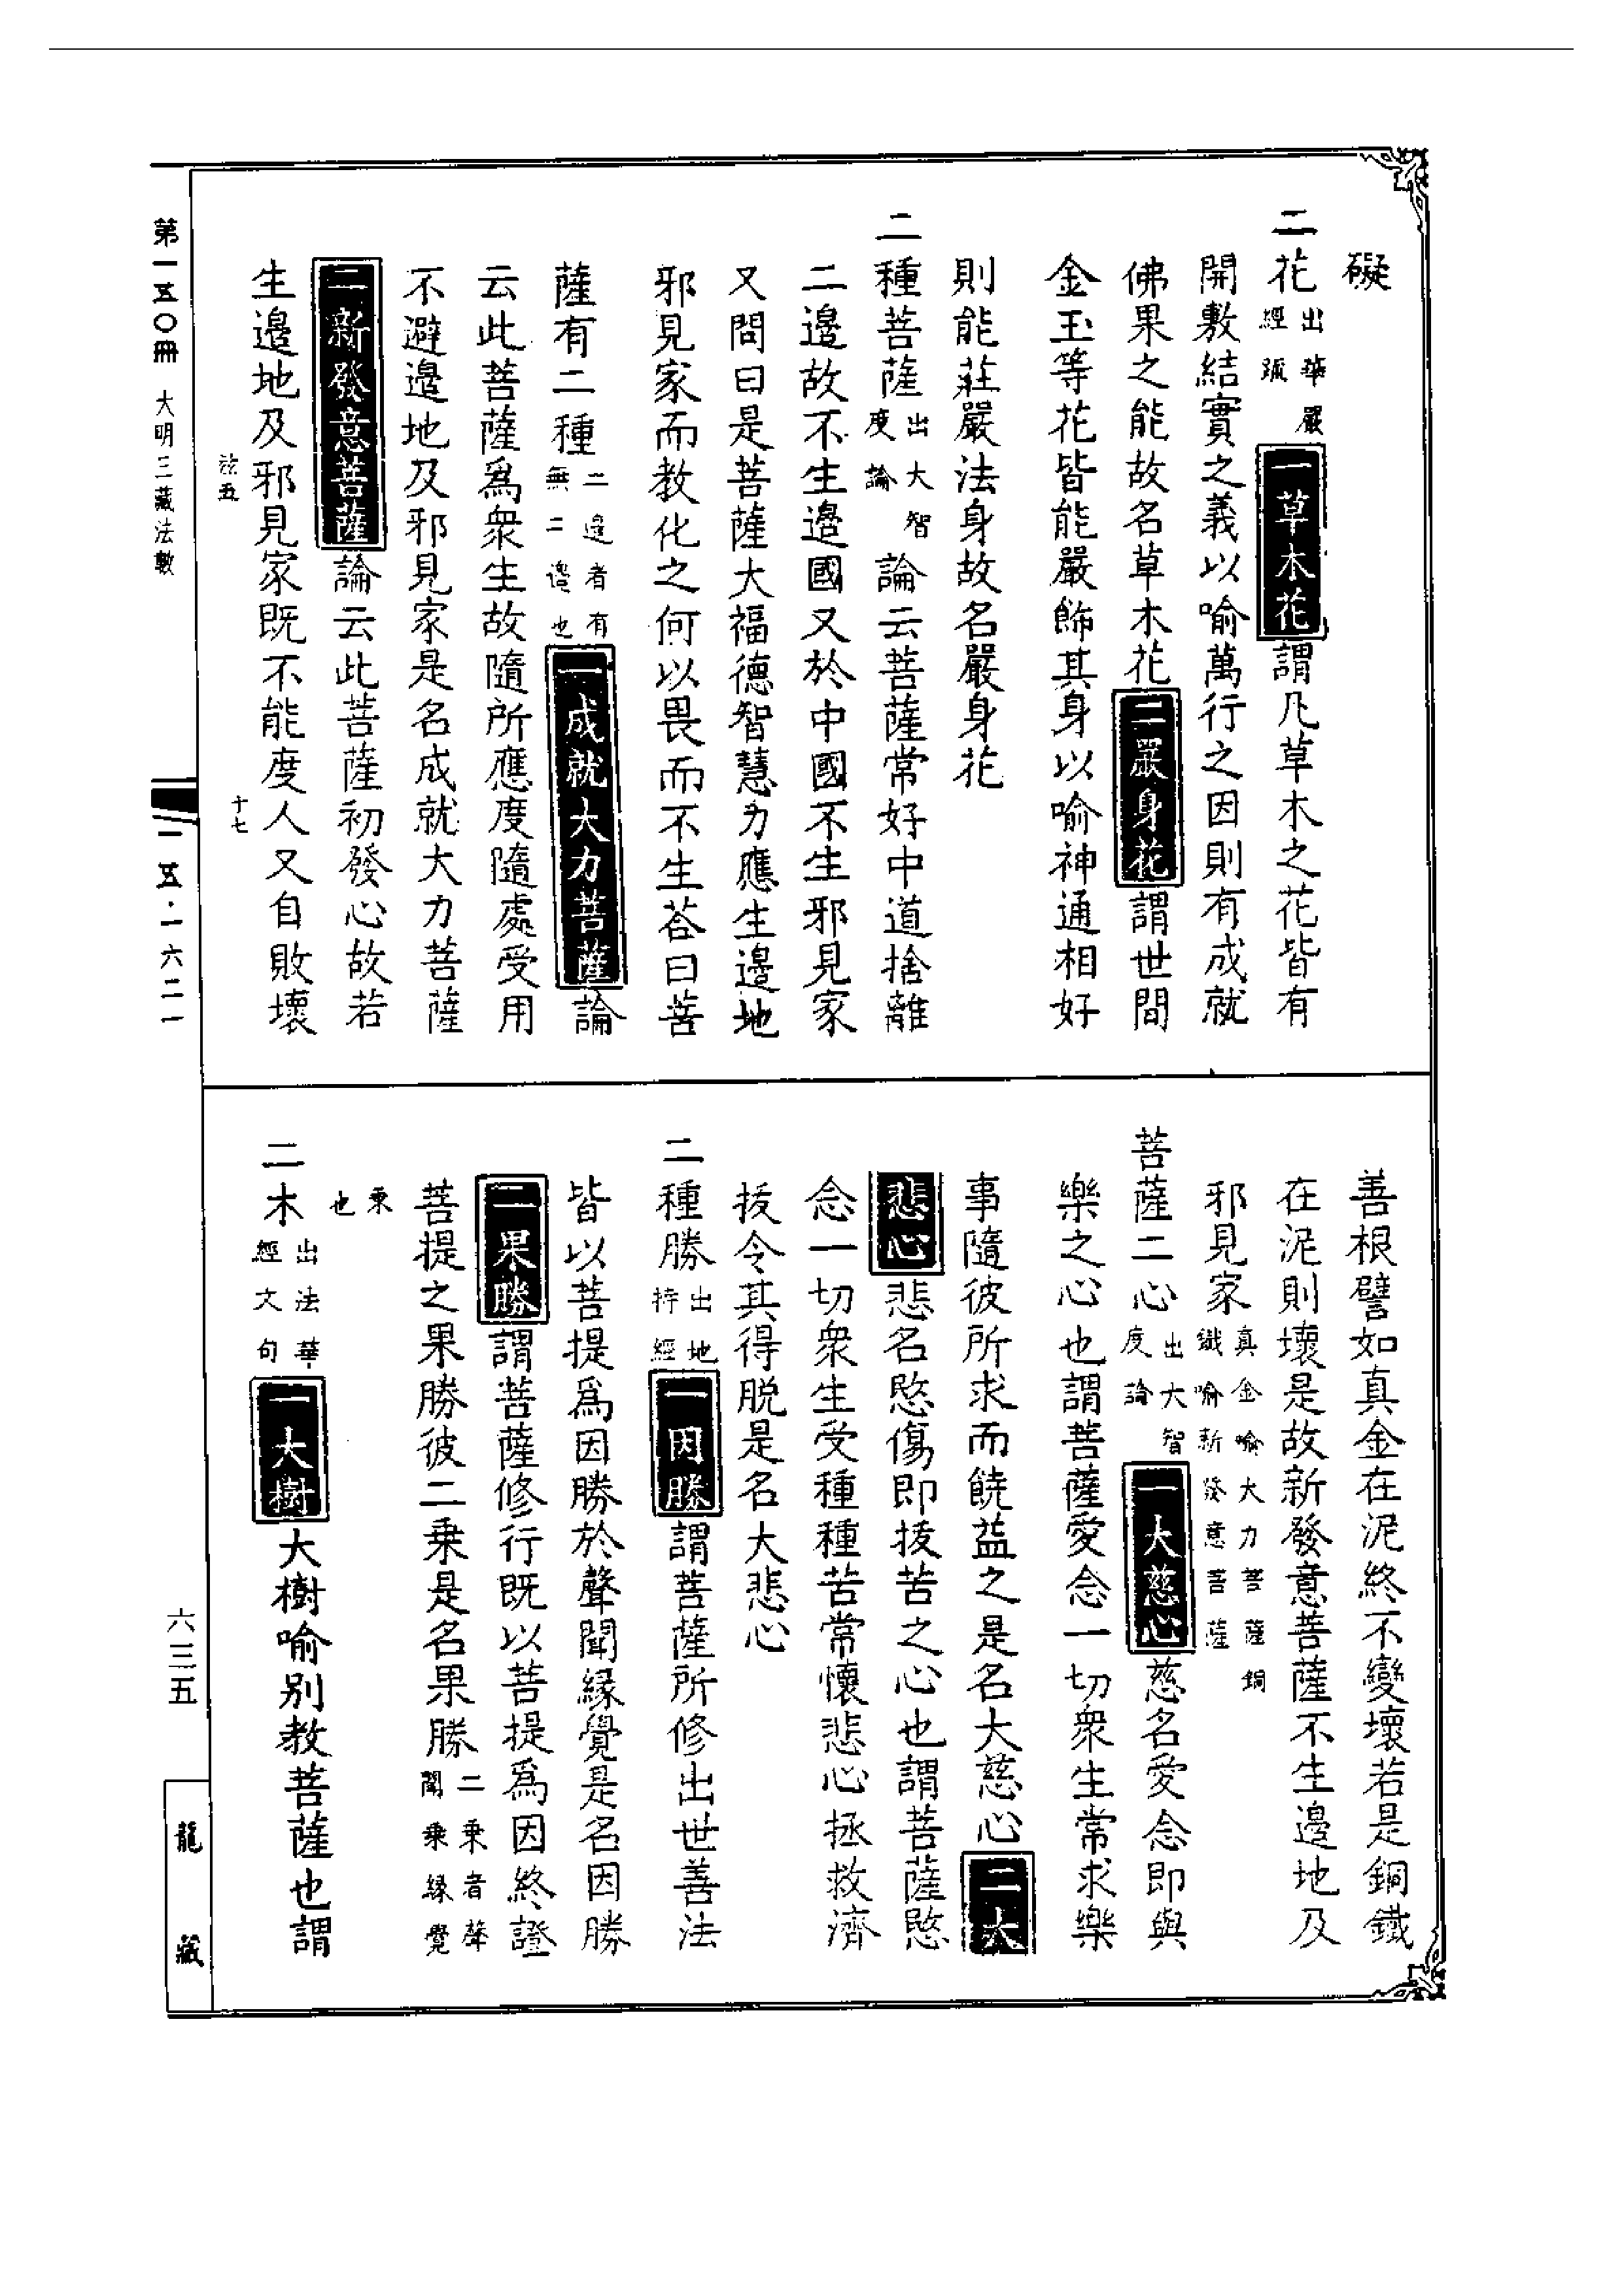 礙
二花出華嚴經疏一草木花謂凡草木之花皆有
開敷結實之義以喻萬行之因則有成就
佛果之能故名草木花二嚴身花謂世間
金玉等花皆能嚴飾其身以喻神通相好
則能莊嚴法身故名嚴身花
二種菩薩出大智度論論云菩薩常好中道捨離
二邊故不生邊國又於中國不生邪見家
又問曰是菩薩大福德智慧力應生邊地
邪見家而教化之何以畏而不生荅曰菩
薩有二種二邊者有無二邊也一成就大力菩薩論
云此菩薩爲衆生故隨所應度隨處受用
不避邊地及邪見家是名成就大力菩薩
二新發意菩薩論云此菩薩初發心故若
生邊地及邪見家既不能度人又自敗壞
善根譬如真金在泥終不變壞若是銅鐵
在泥則壞是故新發意菩薩不生邊地及
邪見家真金喻大力菩薩銅鐵喻新發意菩薩
菩薩二心出大智度論一大慈心慈名愛念即與
樂之心也謂菩薩愛念一切衆生常求樂
事隨彼所求而饒益之是名大慈心二大
悲心悲名愍傷即拔苦之心也謂菩薩愍
念一切衆生受種種苦常懷悲心拯救濟
拔令其得脱是名大悲心
二種勝出地持經一因勝謂菩薩所修出世善法
皆以菩提爲因勝於聲聞緣覺是名因勝
二果勝謂菩薩修行既以菩提爲因終證
菩提之果勝彼二乗是名果勝二乗者聲聞乗緣覺
乗也
二木出法華經文句一大樹大樹喻别教菩薩也謂
第一五〇冊 大明三藏法數
十七
一五·一六二一
六三五
龍藏